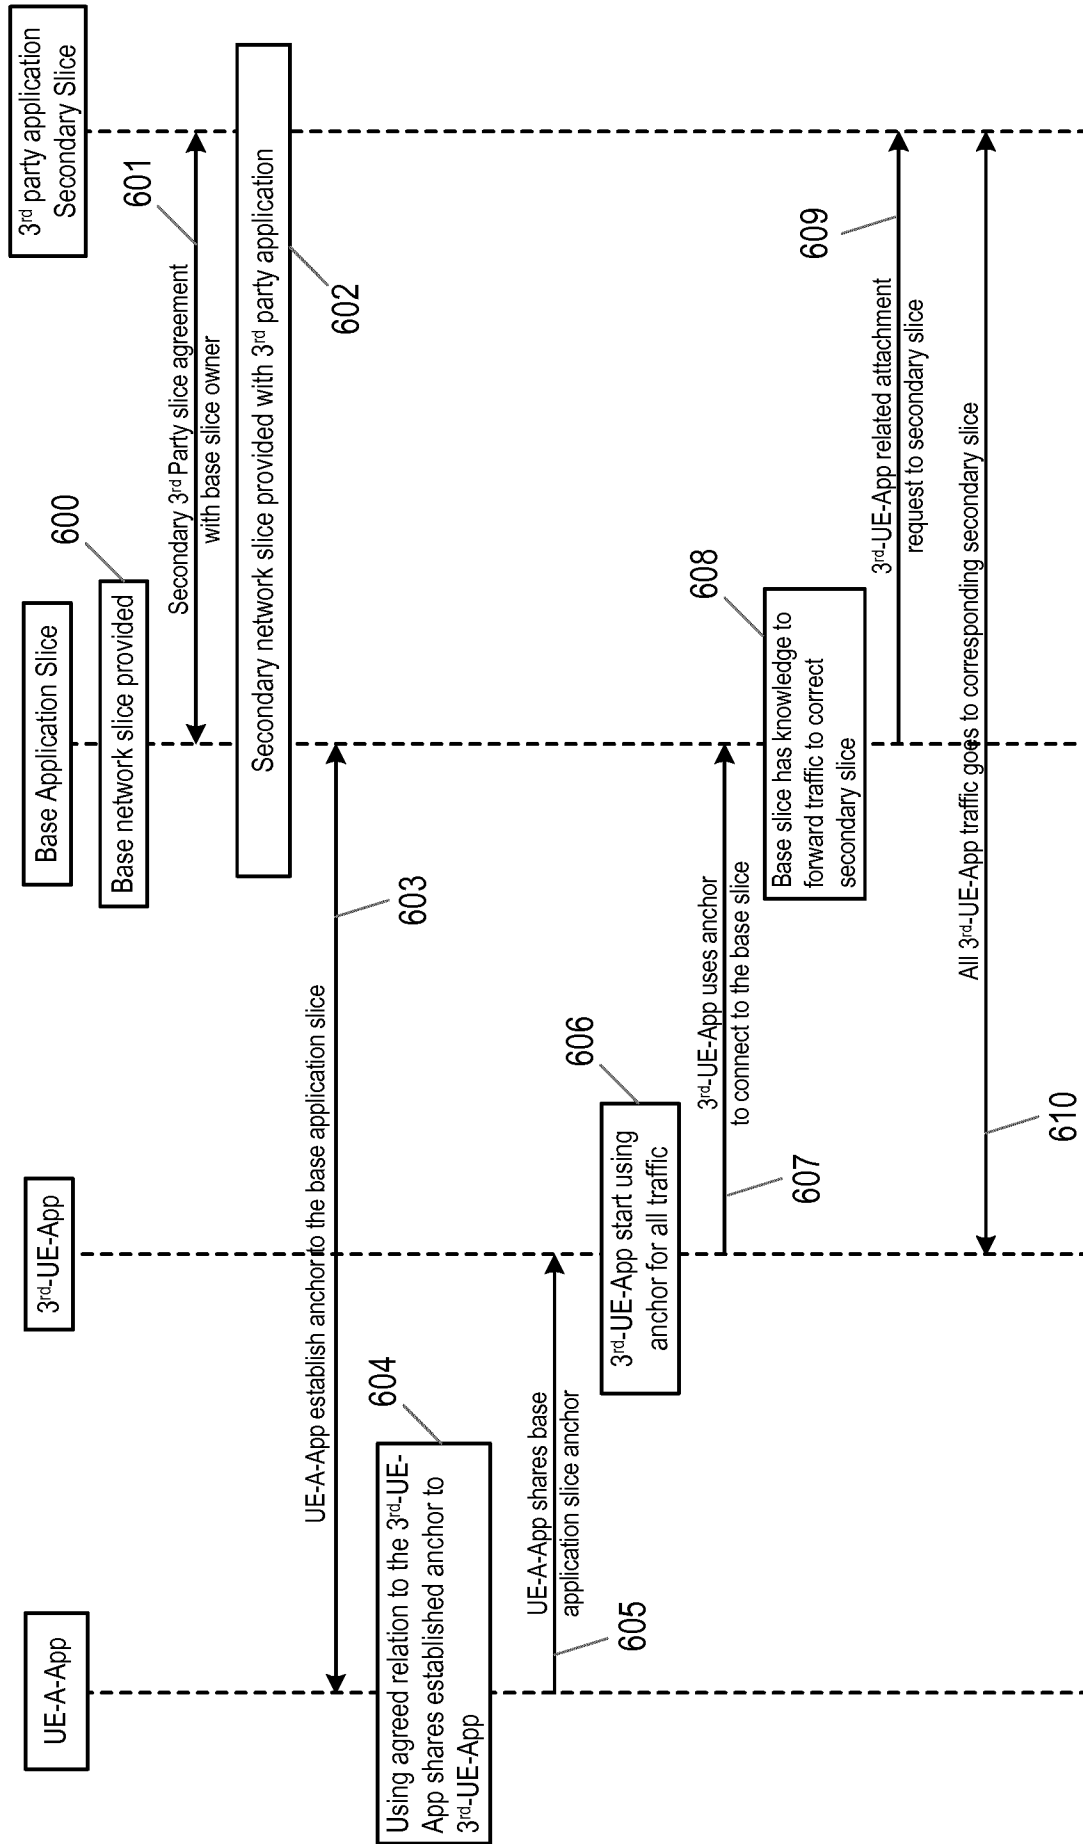 UE-A-App
3rd-UE-App
Base Application Slice
3rd party application
Secondary Slice
Base network slice provided
600
Secondary 3rd Party slice agreement
with base slice owner
601
Secondary network slice provided with 3rd party application
602
UE-A-App establish anchor to the base application slice
603
Using agreed relation to the 3rd-UE-
App shares established anchor to
3rd-UE-App
604
UE-A-App shares base
application slice anchor
605
3rd-UE-App start using
anchor for all traffic
606
3rd-UE-App uses anchor
to connect to the base slice
607
Base slice has knowledge to
forward traffic to correct
secondary slice
608
3rd-UE-App related attachment
request to secondary slice
609
All 3rd-UE-App traffic goes to corresponding secondary slice
610